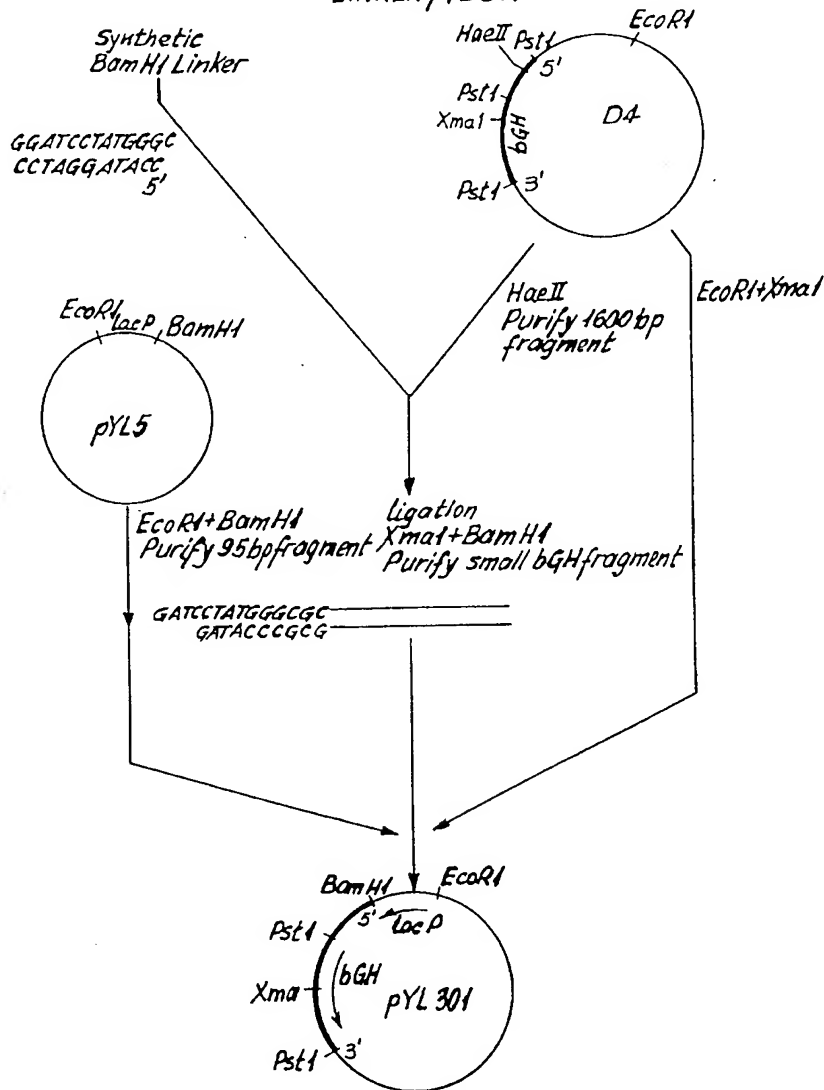 Synthetic
BamH1 Linker
GGATCCTATGGGC
CCTAGGATACC
5'
HaeII Pst1 EcoR1
5'
Pst1
Xma1
bGH
D4
Pst1 3'
HaeII
Purify 1600 bp
fragment
EcoR1+Xma1
EcoR1 lacP BamH1
pYL5
EcoR1+BamH1
Purify 95bp fragment
ligation
Xma1+BamH1
Purify small bGH fragment
GATCCTATGGGCGC
GATACCCGCG
BamH1 EcoR1
5' lacP
Pst1
bGH
Xma
pYL 301
Pst1 3'